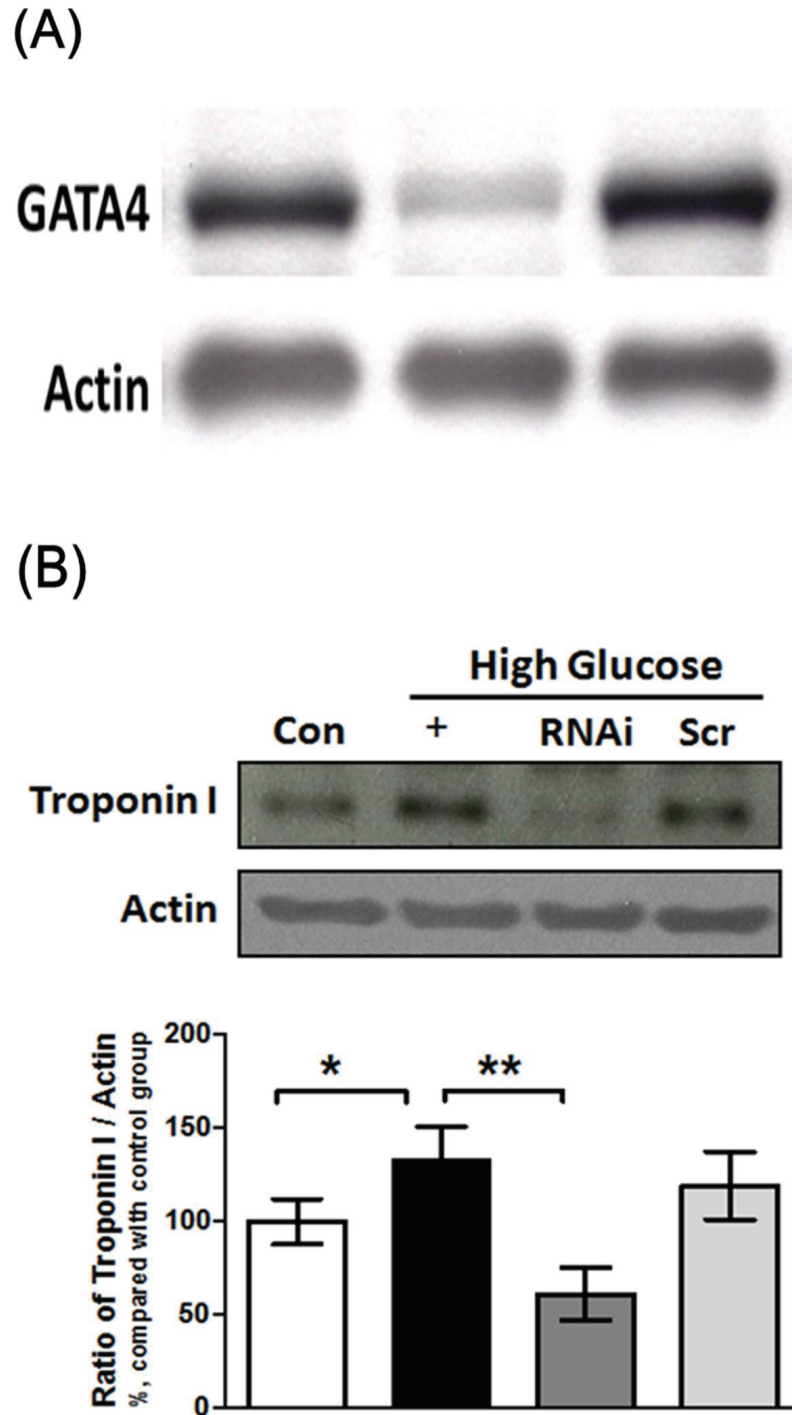 (A)
GATA4
Actin
(B)
High Glucose
Con + RNAi Scr
Troponin I
Actin
Ratio of Troponin I / Actin
%, compared with control group
200
150
100
50
0
* **